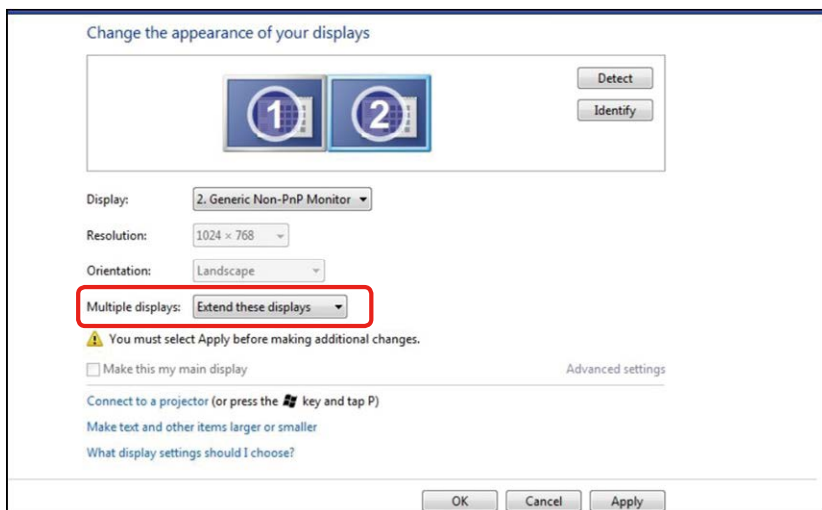 Change the appearance of your displays
1 2
Detect
Identify
Display: 2. Generic Non-PnP Monitor
Resolution: 1024 × 768
Orientation: Landscape
Multiple displays: Extend these displays
You must select Apply before making additional changes.
Make this my main display Advanced settings
Connect to a projector (or press the key and tap P)
Make text and other items larger or smaller
What display settings should I choose?
OK Cancel Apply